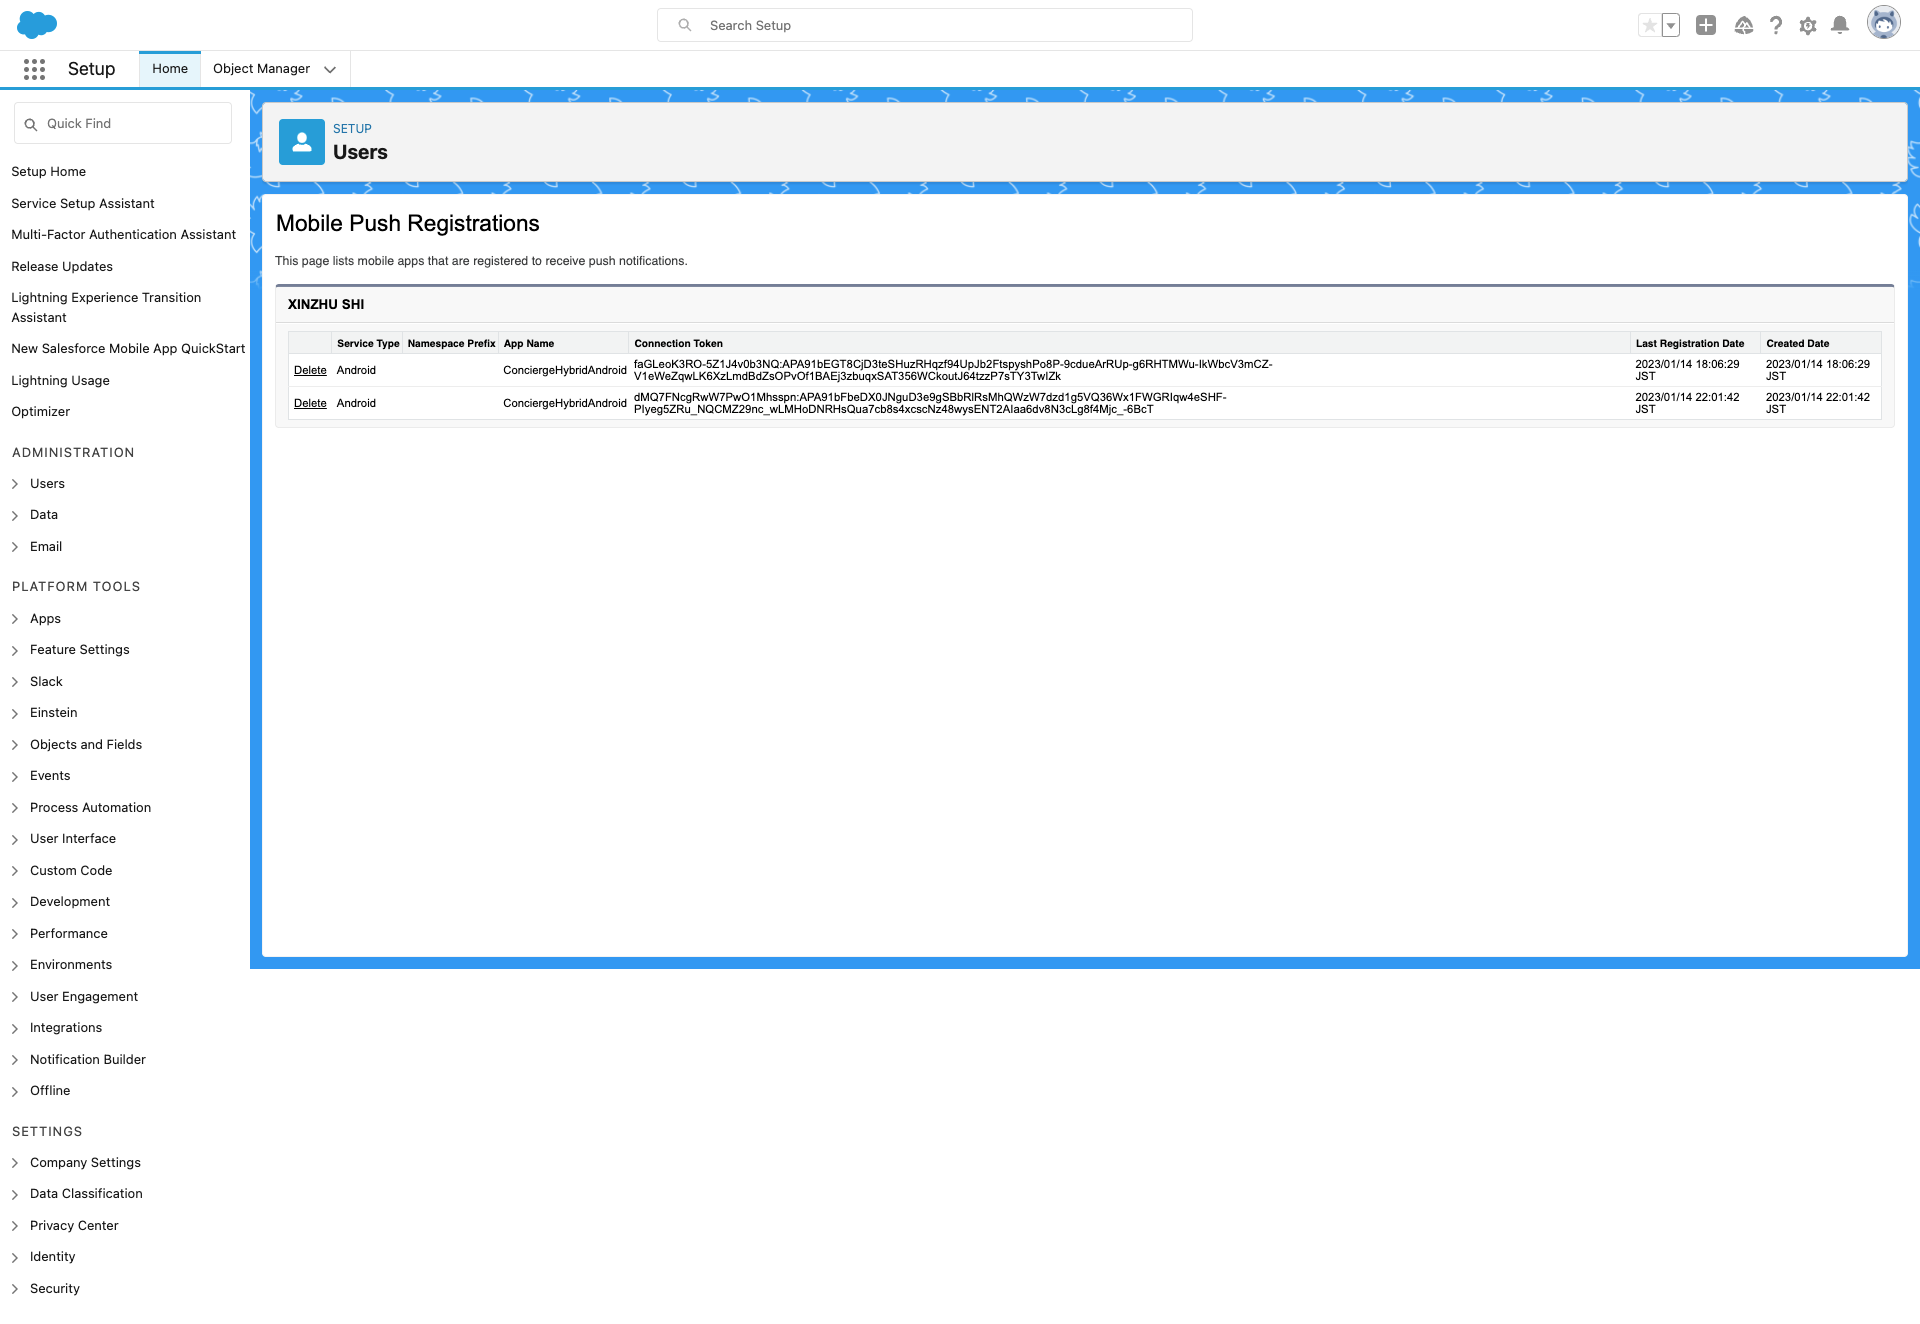 Search Setup
Setup
Home
Object Manager
Quick Find
Setup Home
Service Setup Assistant
Multi-Factor Authentication Assistant
Release Updates
Lightning Experience Transition
Assistant
New Salesforce Mobile App QuickStart
Lightning Usage
Optimizer
ADMINISTRATION
Users
Data
Email
PLATFORM TOOLS
Apps
Feature Settings
Slack
Einstein
Objects and Fields
Events
Process Automation
User Interface
Custom Code
Development
Performance
Environments
User Engagement
Integrations
Notification Builder
Offline
SETTINGS
Company Settings
Data Classification
Privacy Center
Identity
Security
SETUP
Users
Mobile Push Registrations
This page lists mobile apps that are registered to receive push notifications.
XINZHU SHI
Service Type Namespace Prefix App Name Connection Token Last Registration Date Created Date
Delete Android ConciergeHybridAndroid faGLeoK3RO-5Z1J4v0b3NQ:APA91bEGT8CjD3teSHuzRHqzf94UpJb2FtspyshPo8P-9cdueArRUp-g6RHTMWu-IkWbcV3mCZ- 2023/01/14 18:06:29 2023/01/14 18:06:29
V1eWeZqwLK6XzLmdBdZsOPvOf1BAEj3zbuqxSAT356WCkoutJ64tzzP7sTY3TwlZk JST JST
Delete Android ConciergeHybridAndroid dMQ7FNcgRwW7PwO1Mhsspn:APA91bFbeDX0JNguD3e9gSBbRlRsMhQWzW7dzd1g5VQ36Wx1FWGRIqw4eSHF- 2023/01/14 22:01:42 2023/01/14 22:01:42
PIyeg5ZRu_NQCMZ29nc_wLMHoDNRHsQua7cb8s4xcscNz48wysENT2AIaa6dv8N3cLg8f4Mjc_-6BcT JST JST